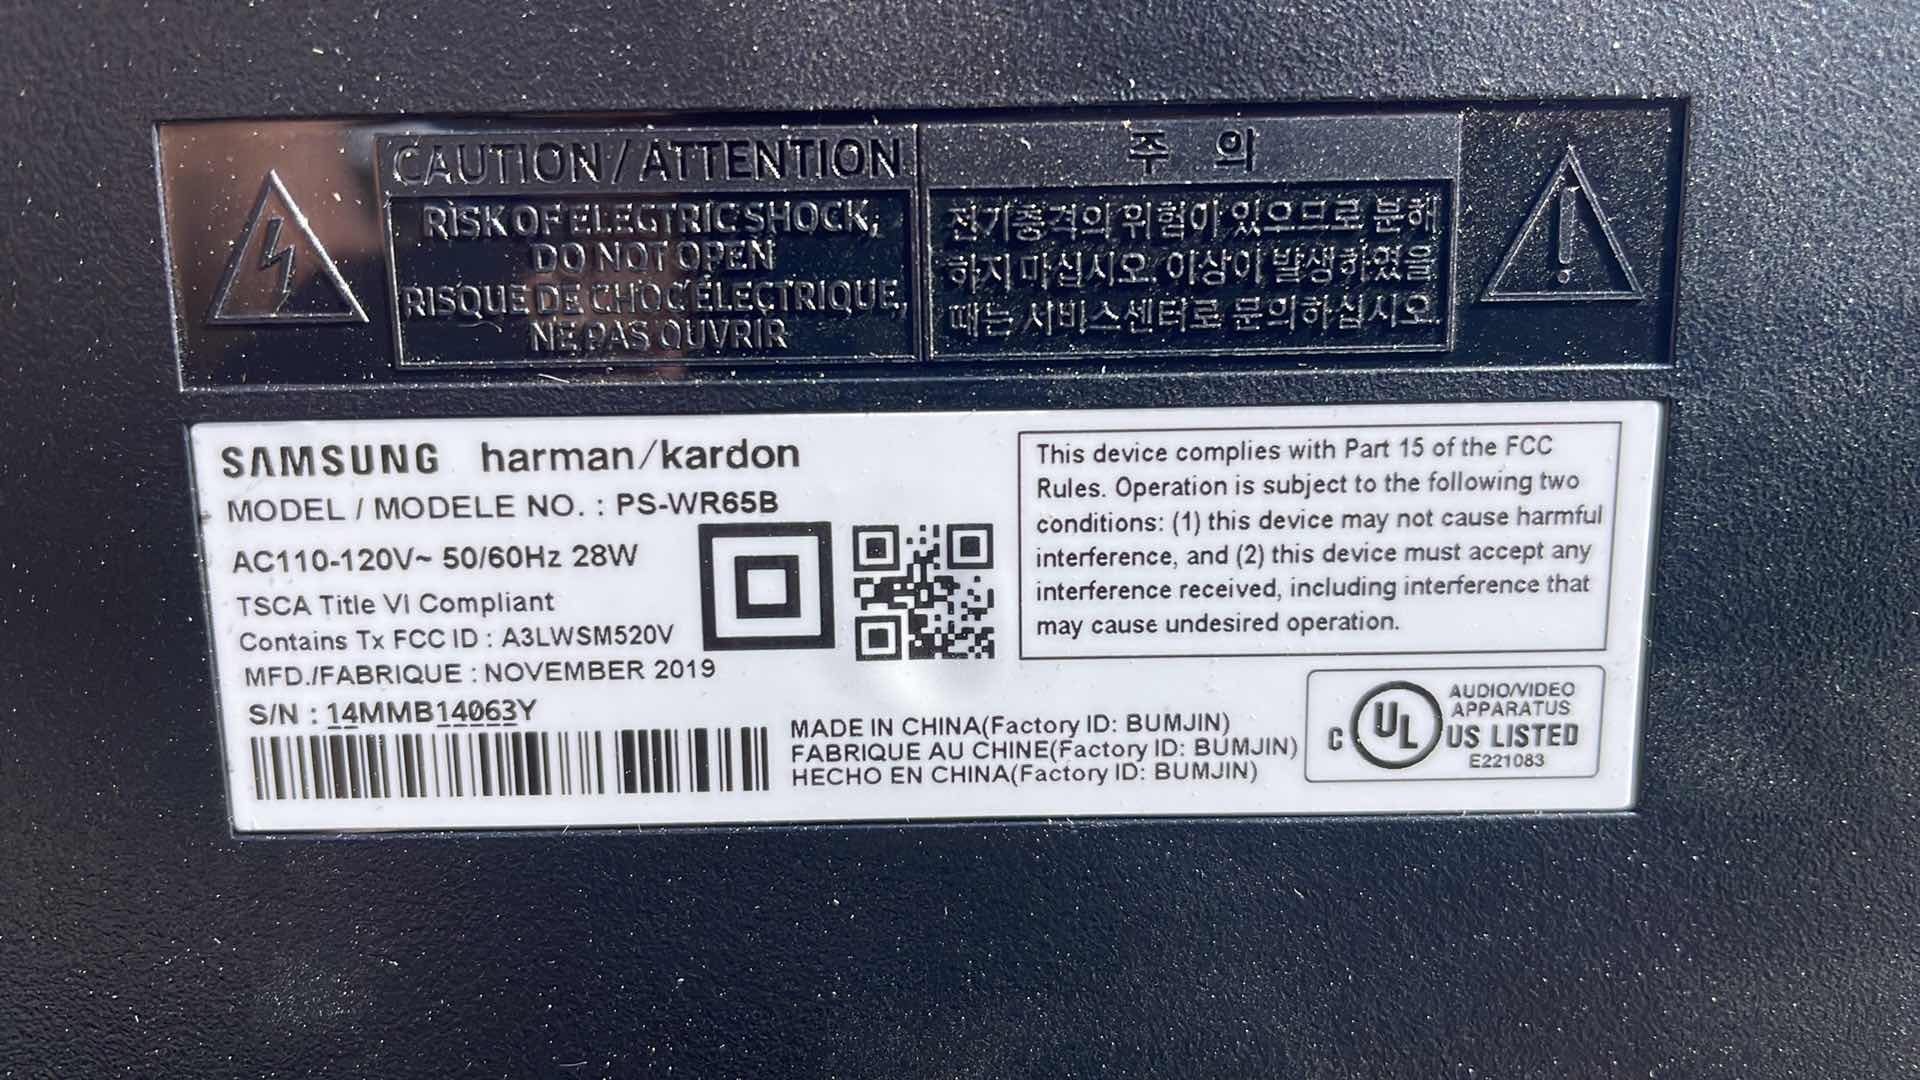 CAUTION / ATTENTION
RISK OF ELECTRIC SHOCK,
DO NOT OPEN
RISQUE DE CHOC ELECTRIQUE,
NE PAS OUVRIR
주 의
전기충격의 위험이 있으므로 분해
하지 마십시오. 이상이 발생하였을
때는 서비스센터로 문의하십시오.
SAMSUNG harman/kardon
MODEL / MODELE NO. : PS-WR65B
AC110-120V~ 50/60Hz 28W
TSCA Title VI Compliant
Contains Tx FCC ID : A3LWSM520V
MFD./FABRIQUE : NOVEMBER 2019
S/N : 14MMB14063Y
This device complies with Part 15 of the FCC
Rules. Operation is subject to the following two
conditions: (1) this device may not cause harmful
interference, and (2) this device must accept any
interference received, including interference that
may cause undesired operation.
MADE IN CHINA(Factory ID: BUMJIN)
FABRIQUE AU CHINE(Factory ID: BUMJIN)
HECHO EN CHINA(Factory ID: BUMJIN)
C UL US LISTED
AUDIO/VIDEO
APPARATUS
E221083